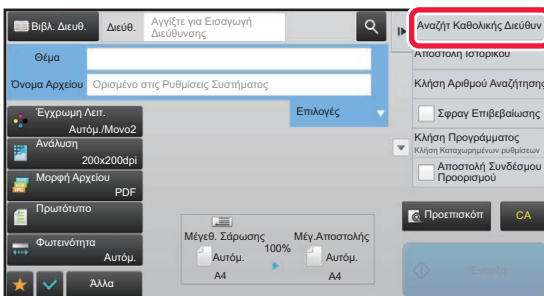 Βιβλ. Διευθ.
Διεύθ.
Αγγίξτε για Εισαγωγή
Διεύθυνσης
Αναζήτ Καθολικής Διεύθυν
Θέμα
Αποστολή Ιστορικού
Όνομα Αρχείου
Ορισμένο στις Ρυθμίσεις Συστήματος
Κλήση Αριθμού Αναζήτησης
Επιλογές
Έγχρωμη Λειτ.
Αυτόμ./Mono2
Σφραγ Επιβεβαίωσης
Ανάλυση
200x200dpi
Κλήση Προγράμματος
Κλήση Καταχωρημένων ρυθμίσεων
Αποστολή Συνδέσμου
Προορισμού
Μορφή Αρχείου
PDF
Πρωτότυπο
Προεπισκόπ
CA
Μέγεθ. Σάρωσης
100%
Μέγ.Αποστολής
Φωτεινότητα
Αυτόμ.
Αυτόμ.
Αυτόμ.
A4
A4
Έναρξη
Άλλα